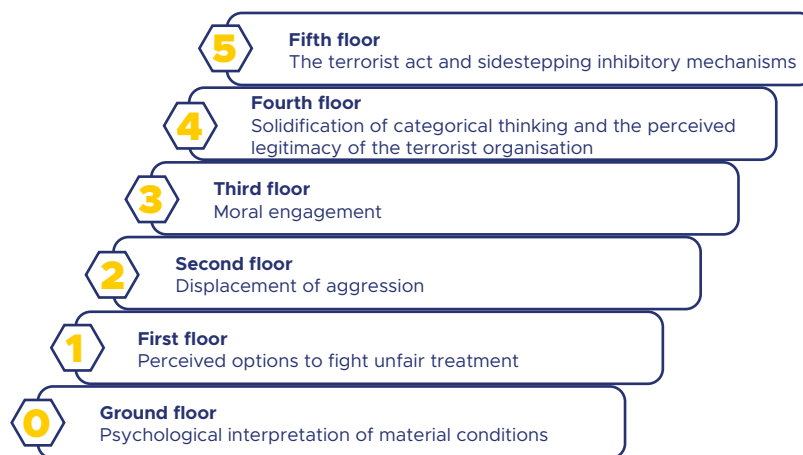 5
Fifth floor
The terrorist act and sidestepping inhibitory mechanisms
4
Fourth floor
Solidification of categorical thinking and the perceived
legitimacy of the terrorist organisation
3
Third floor
Moral engagement
2
Second floor
Displacement of aggression
1
First floor
Perceived options to fight unfair treatment
0
Ground floor
Psychological interpretation of material conditions